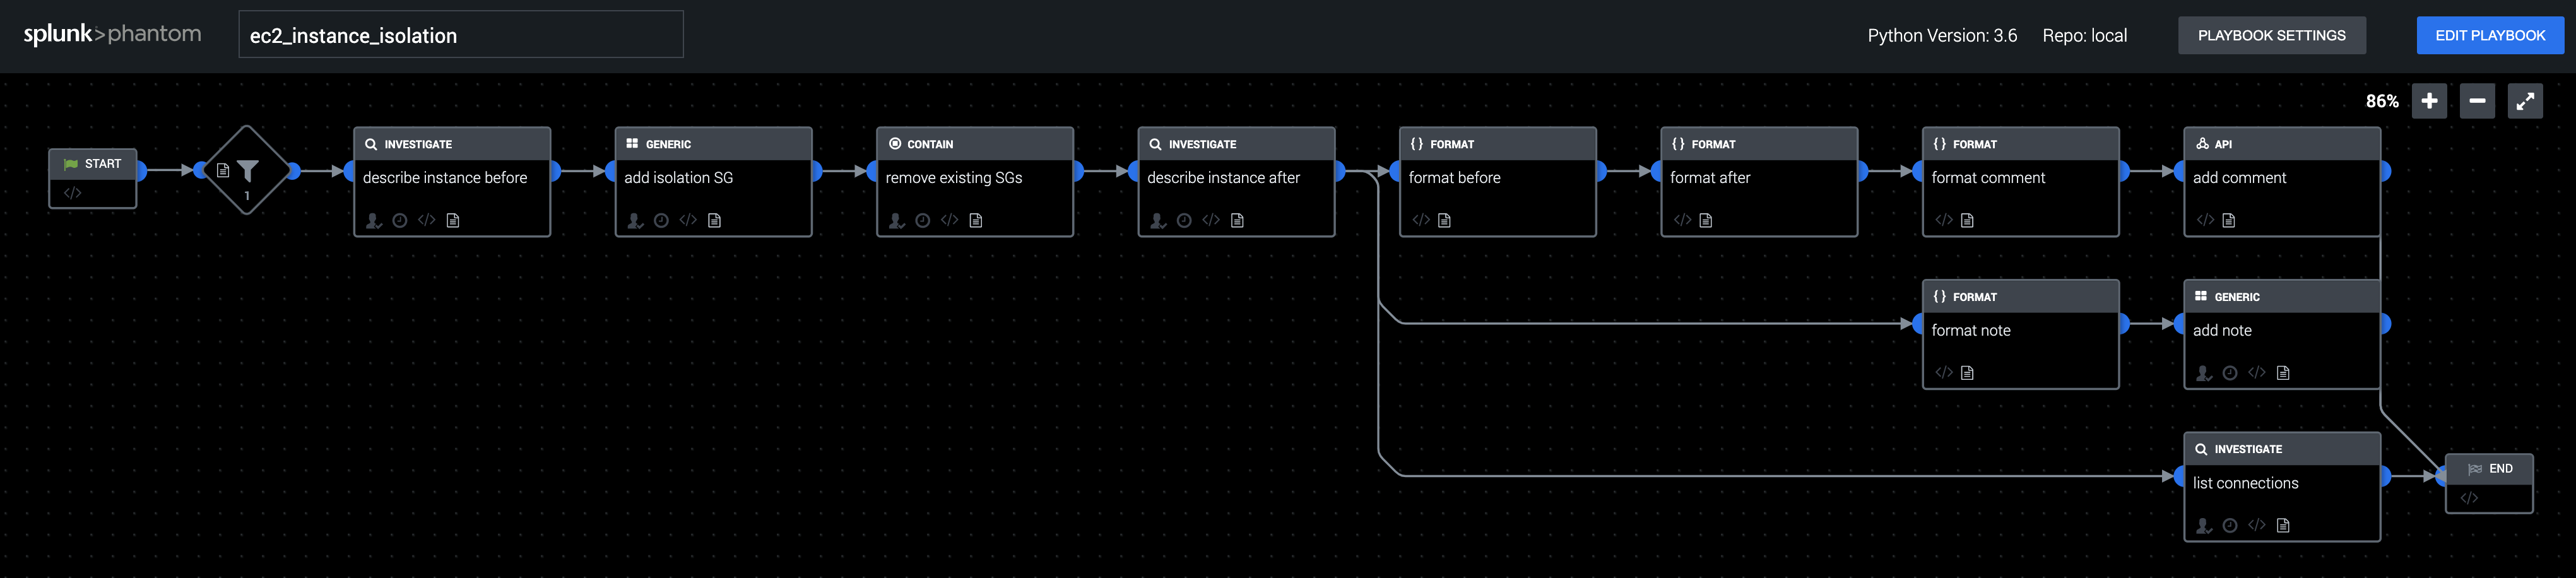 splunk>phantom
ec2_instance_isolation
Python Version: 3.6
Repo: local
PLAYBOOK SETTINGS
EDIT PLAYBOOK
86%
START
</>
1
INVESTIGATE
describe instance before
</>
GENERIC
add isolation SG
</>
CONTAIN
remove existing SGs
</>
INVESTIGATE
describe instance after
</>
{} FORMAT
format before
</>
{} FORMAT
format after
</>
{} FORMAT
format comment
</>
API
add comment
</>
{} FORMAT
format note
</>
GENERIC
add note
</>
INVESTIGATE
list connections
</>
END
</>